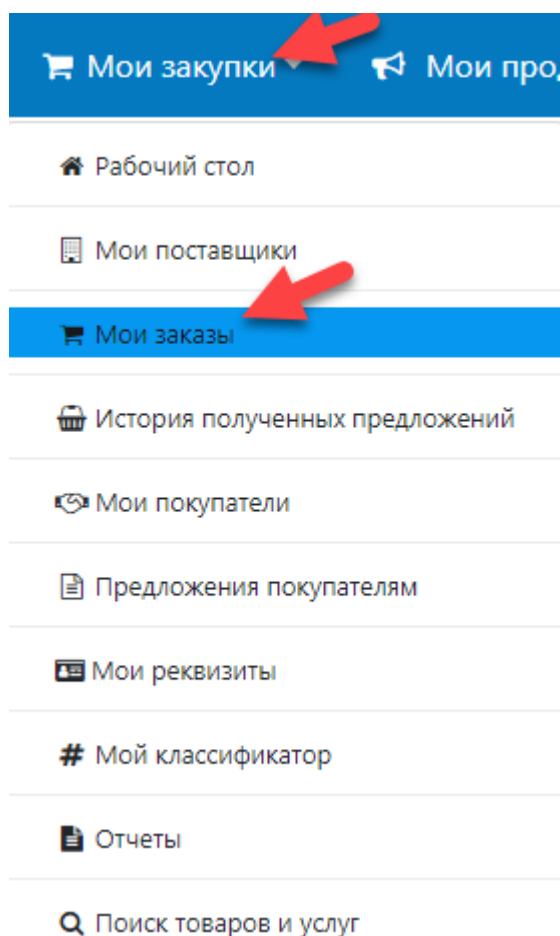 Мои закупки Мои про
Рабочий стол
Мои поставщики
Мои заказы
История полученных предложений
Мои покупатели
Предложения покупателям
Мои реквизиты
# Мой классификатор
Отчеты
Поиск товаров и услуг